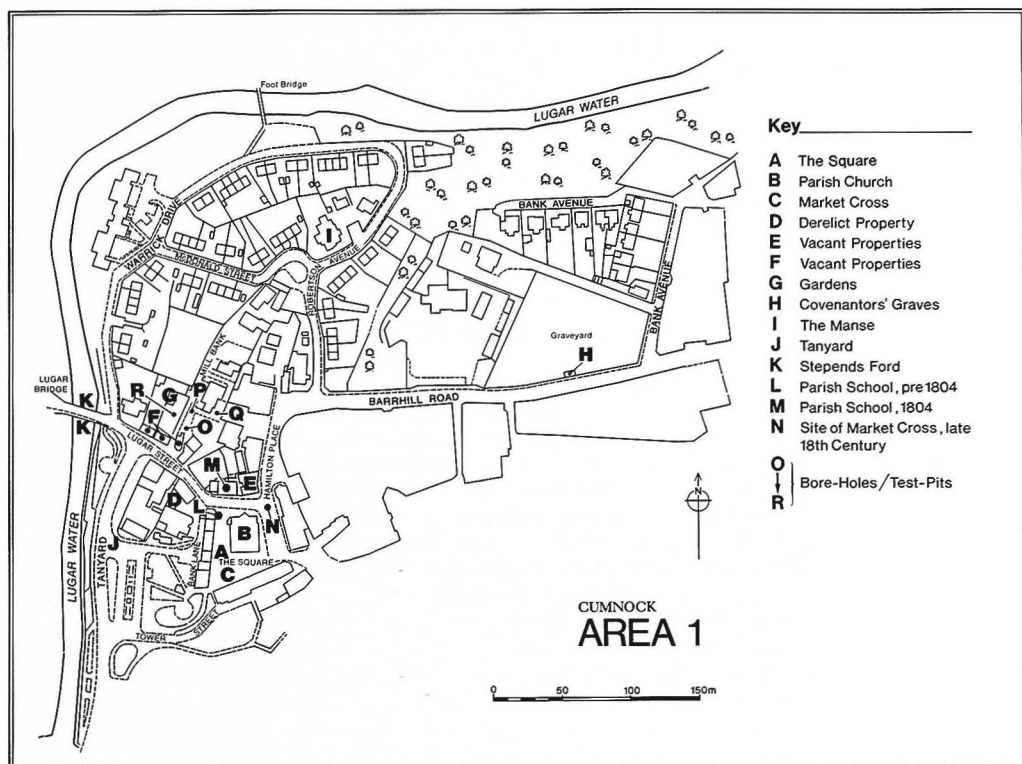 Foot Bridge
LUGAR WATER
Key
A The Square
B Parish Church
C Market Cross
D Derelict Property
E Vacant Properties
F Vacant Properties
G Gardens
H Covenantors' Graves
I The Manse
J Tanyard
K Stepends Ford
L Parish School, pre 1804
M Parish School, 1804
N Site of Market Cross, late
18th Century
O
↓ Bore-Holes/Test-Pits
R
BANK AVENUE
WARRICK DRIVE
McDONALD STREET
I
ROBERTSON AVENUE
BANK AVENUE
BANK AVENUE
Graveyard
H
MILL BANK
LUGAR
BRIDGE
K
K
R
G
P
F
Q
O
BARRHILL ROAD
LUGAR STREET
HAMILTON PLACE
M
E
D
L
N
B
J
A
THE SQUARE
C
BANK LANE
TANYARD
LUGAR WATER
TOWER
STREET
N
CUMNOCK
AREA 1
0 50 100 150m